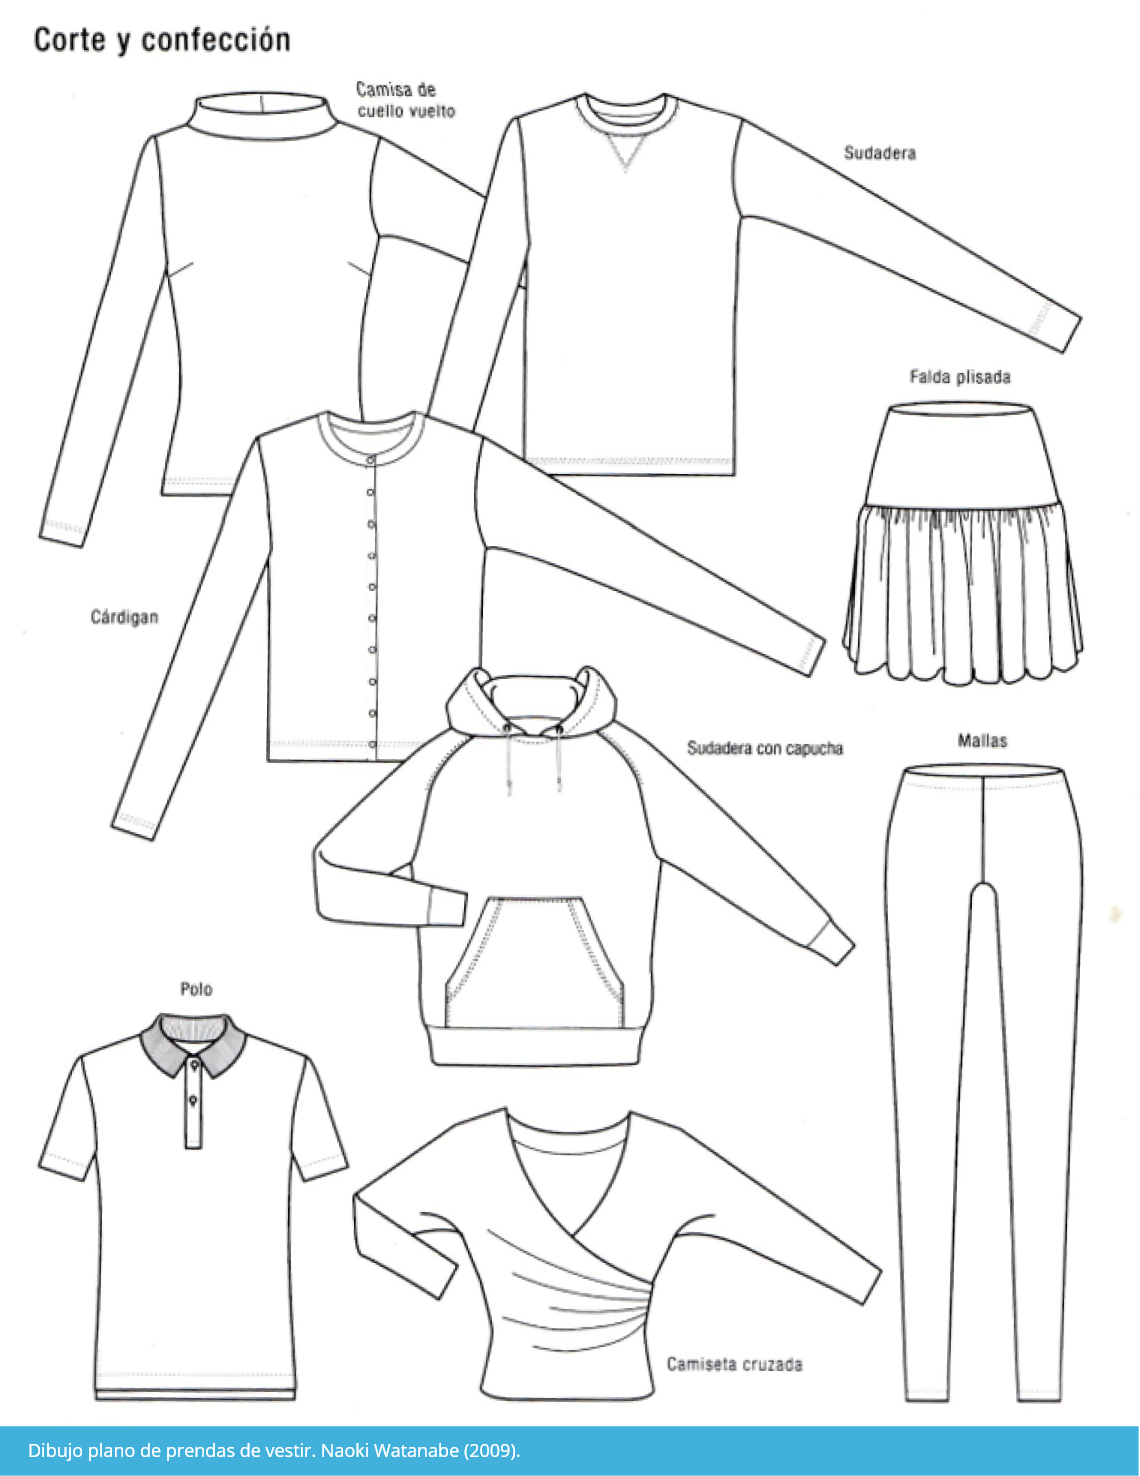 Corte y confección
Camisa de
cuello vuelto
Sudadera
Falda plisada
Cárdigan
Sudadera con capucha
Mallas
Polo
Camiseta cruzada
Dibujo plano de prendas de vestir. Naoki Watanabe (2009).